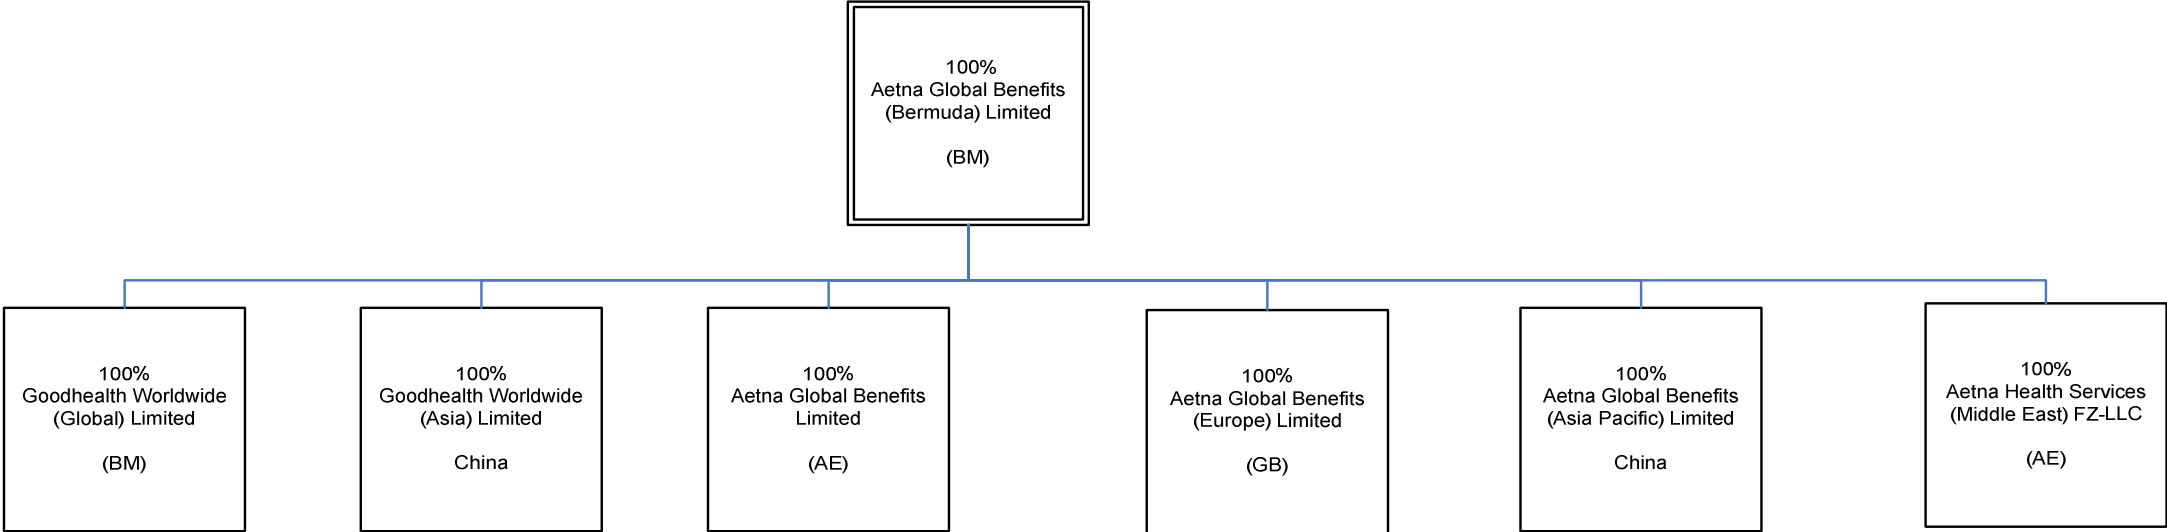 100%
Aetna Global Benefits
(Bermuda) Limited
(BM)
100%
Goodhealth Worldwide
(Global) Limited
(BM)
100%
Goodhealth Worldwide
(Asia) Limited
China
100%
Aetna Global Benefits
Limited
(AE)
100%
Aetna Global Benefits
(Europe) Limited
(GB)
100%
Aetna Global Benefits
(Asia Pacific) Limited
China
100%
Aetna Health Services
(Middle East) FZ-LLC
(AE)